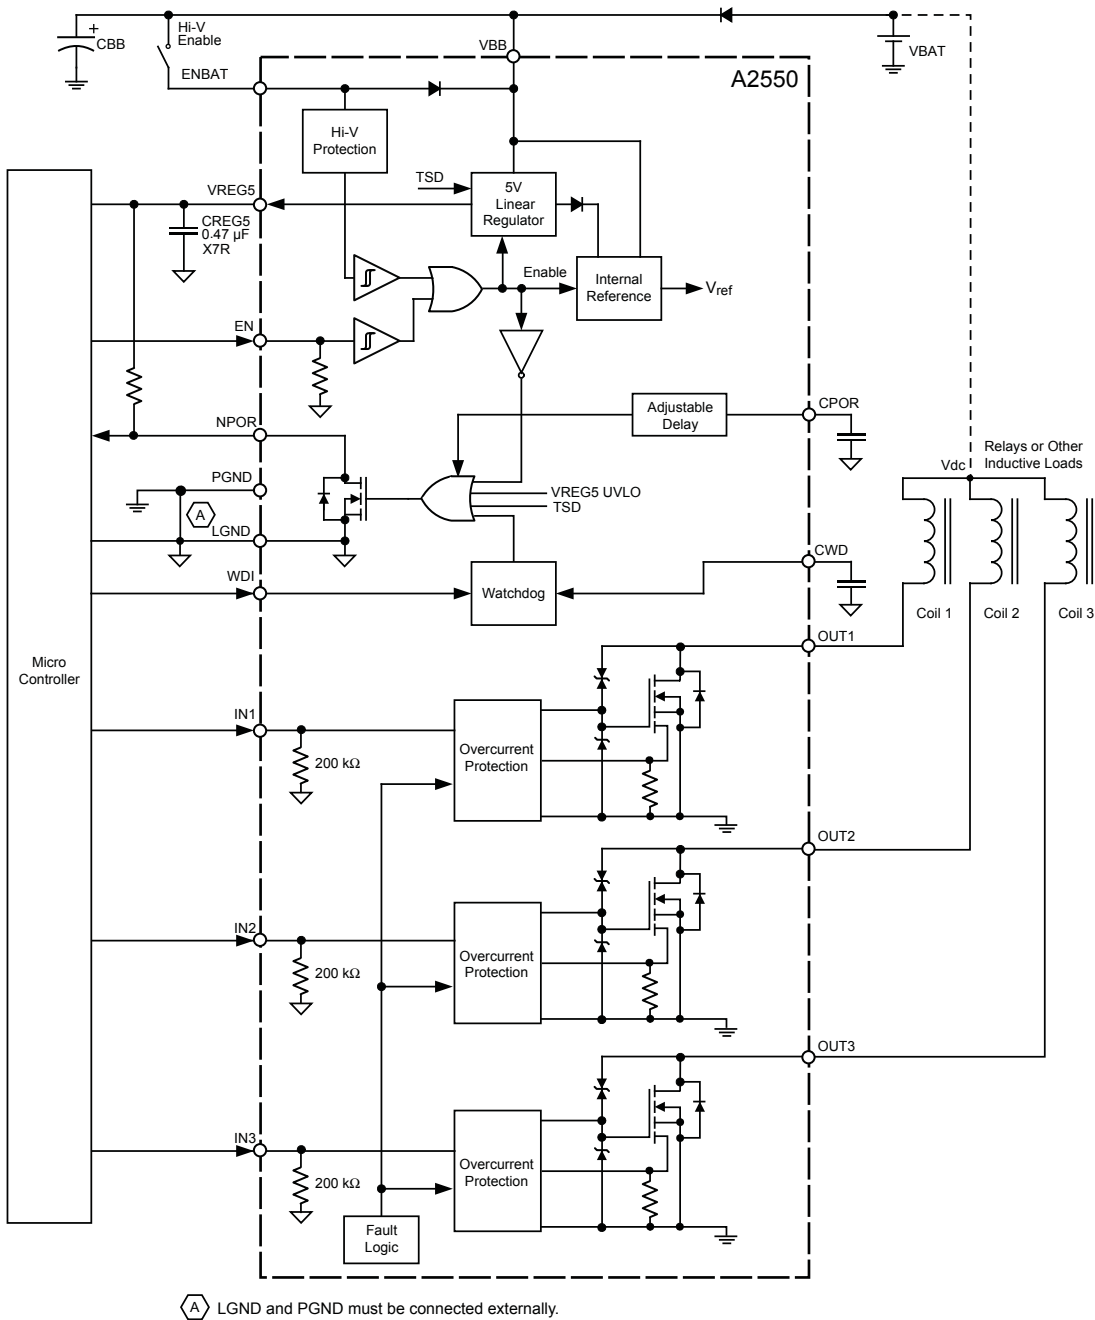 +
CBB
Hi-V
Enable
ENBAT
VBB
VBAT
A2550
Hi-V
Protection
TSD
5V
Linear
Regulator
VREG5
CREG5
0.47 µF
X7R
Enable
Internal
Reference
Vref
EN
Adjustable
Delay
CPOR
NPOR
Relays or Other
Inductive Loads
Vdc
PGND
A
VREG5 UVLO
TSD
LGND
CWD
WDI
Watchdog
Coil 1
Coil 2
Coil 3
OUT1
Micro
Controller
IN1
200 kΩ
Overcurrent
Protection
OUT2
IN2
200 kΩ
Overcurrent
Protection
OUT3
IN3
200 kΩ
Overcurrent
Protection
Fault
Logic
A LGND and PGND must be connected externally.